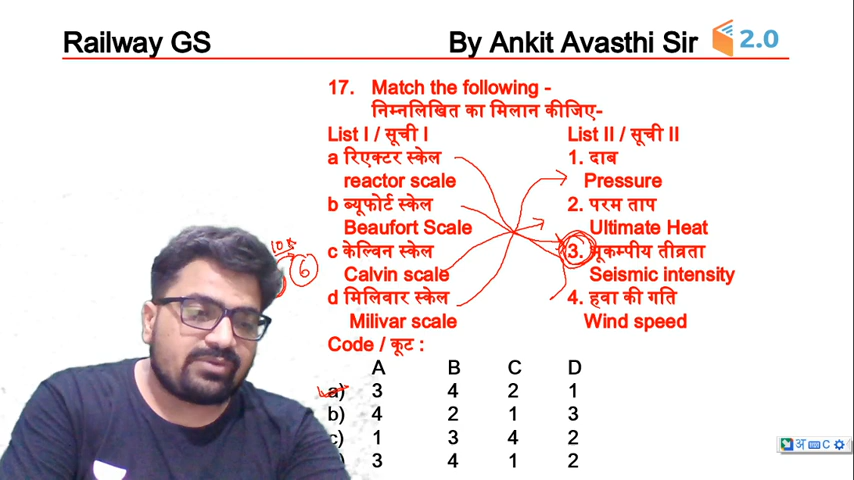 Railway GS By Ankit Avasthi Sir 2.0
17. Match the following -
निम्नलिखित का मिलान कीजिए-
List I / सूची I List II / सूची II
a रिएक्टर स्केल 1. दाब
reactor scale Pressure
b ब्यूफोर्ट स्केल 2. परम ताप
Beaufort Scale Ultimate Heat
10x
c केल्विन स्केल 3. भूकम्पीय तीव्रता
6
Calvin scale Seismic intensity
d मिलिवार स्केल 4. हवा की गति
Milivar scale Wind speed
Code / कूट :
A B C D
a) 3 4 2 1
b) 4 2 1 3
c) 1 3 4 2
) 3 4 1 2
अ C